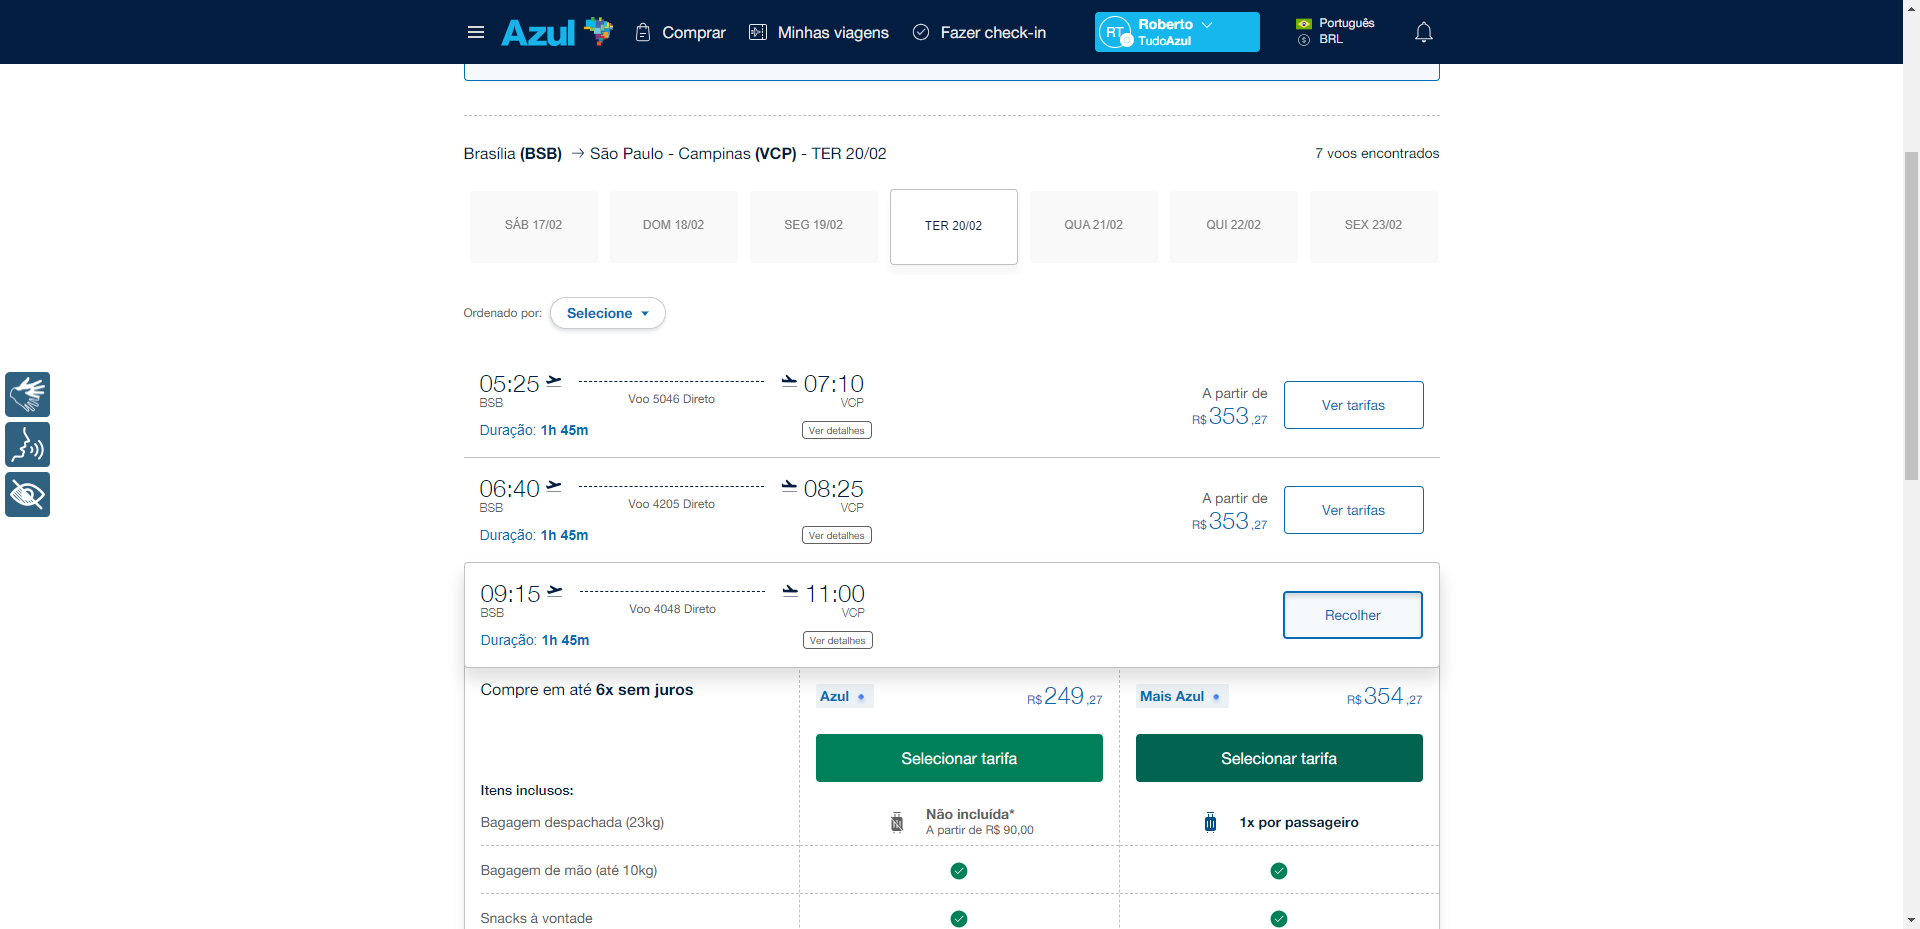 Azul
Comprar
Minhas viagens
Fazer check-in
RT
Roberto
TudoAzul
Português
BRL
Brasília (BSB) → São Paulo - Campinas (VCP) - TER 20/02
7 voos encontrados
SÁB 17/02
DOM 18/02
SEG 19/02
TER 20/02
QUA 21/02
QUI 22/02
SEX 23/02
Ordenado por:
Selecione
05:25
07:10
BSB
Voo 5046 Direto
VCP
Duração: 1h 45m
Ver detalhes
A partir de
R$ 353,27
Ver tarifas
06:40
08:25
BSB
Voo 4205 Direto
VCP
Duração: 1h 45m
Ver detalhes
A partir de
R$ 353,27
Ver tarifas
09:15
11:00
BSB
Voo 4048 Direto
VCP
Duração: 1h 45m
Ver detalhes
Recolher
Compre em até 6x sem juros
Azul
R$ 249,27
Mais Azul
R$ 354,27
Selecionar tarifa
Selecionar tarifa
Itens inclusos:
Bagagem despachada (23kg)
Não incluída*
A partir de R$ 90,00
1x por passageiro
Bagagem de mão (até 10kg)
Snacks à vontade